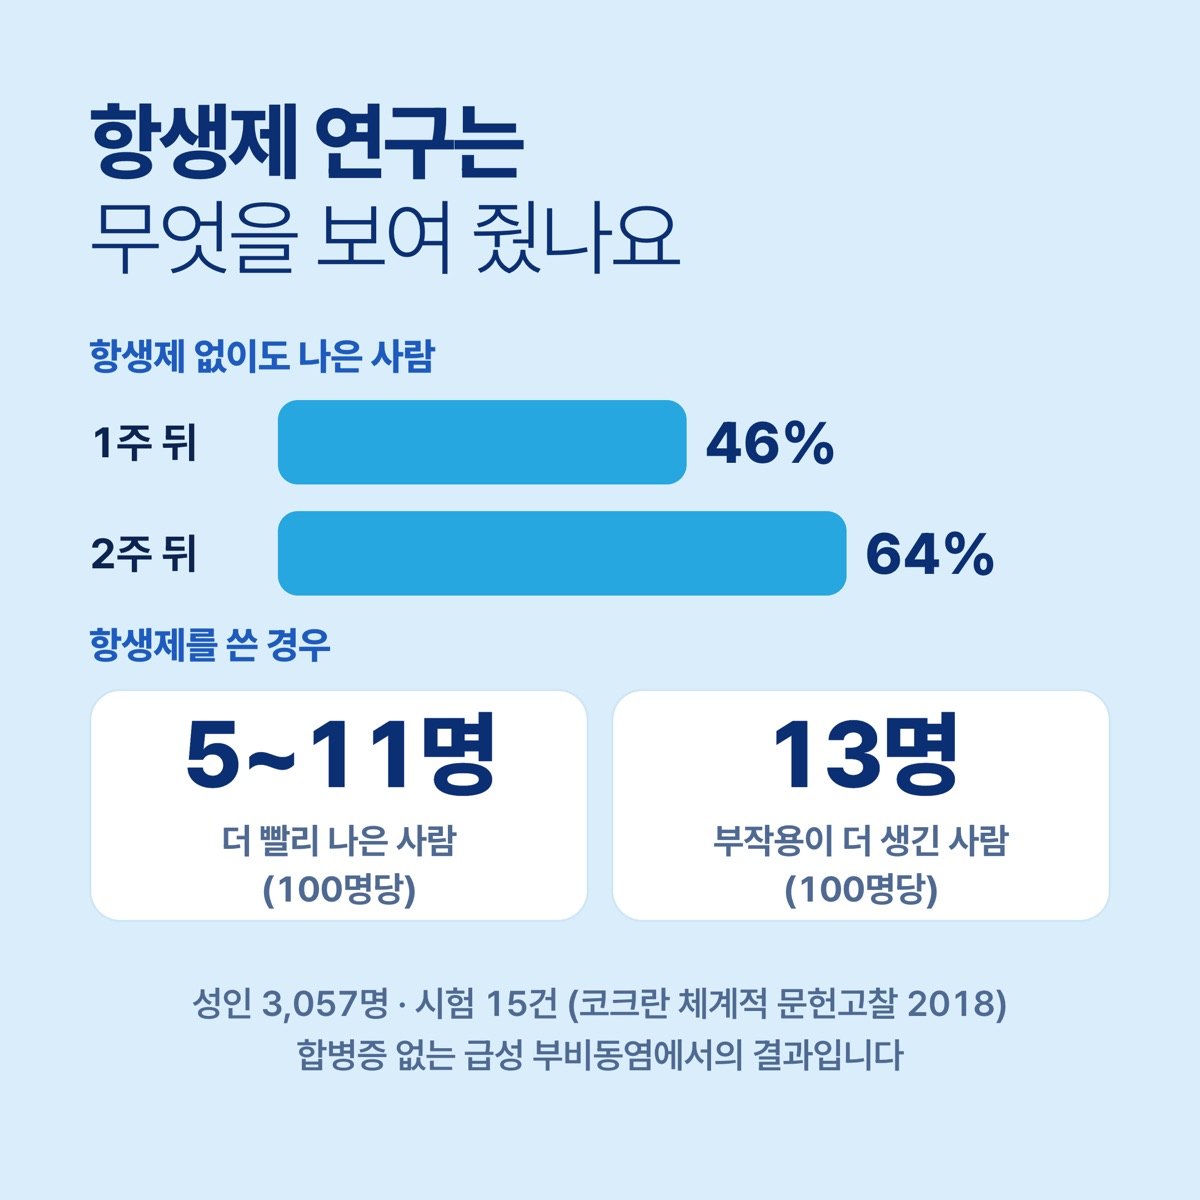 항생제 연구는
무엇을 보여 줬나요
항생제 없이도 나은 사람
1주 뒤 46%
2주 뒤 64%
항생제를 쓴 경우
5~11명
더 빨리 나은 사람
(100명당)
13명
부작용이 더 생긴 사람
(100명당)
성인 3,057명 · 시험 15건 (코크란 체계적 문헌고찰 2018)
합병증 없는 급성 부비동염에서의 결과입니다